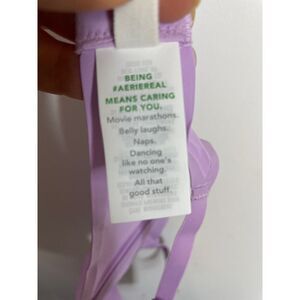 BEING
#AERIEREAL
MEANS CARING
FOR YOU.
Movie marathons.
Belly laughs.
Naps.
Dancing
like no one's
watching.
All that
good stuff.